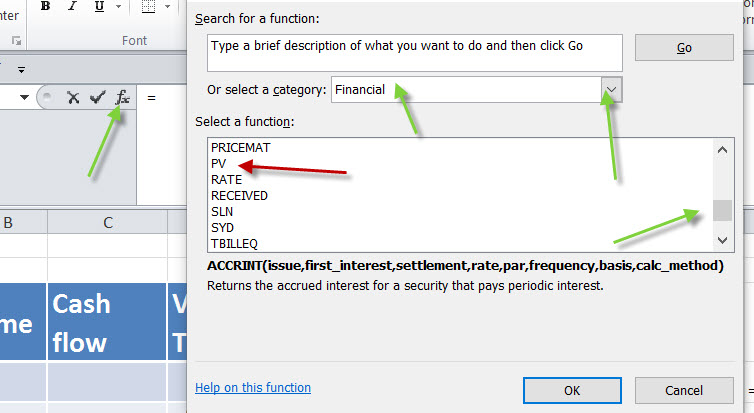 nter
B I U
A
Font
Search for a function:
Type a brief description of what you want to do and then click Go
Go
Or select a category: Financial
fx =
Select a function:
PRICEMAT
PV
RATE
RECEIVED
SLN
SYD
TBILLEQ
B C
ACCRINT(issue,first_interest,settlement,rate,par,frequency,basis,calc_method)
Returns the accrued interest for a security that pays periodic interest.
me
Cash
flow
V
T
Help on this function
OK
Cancel
=